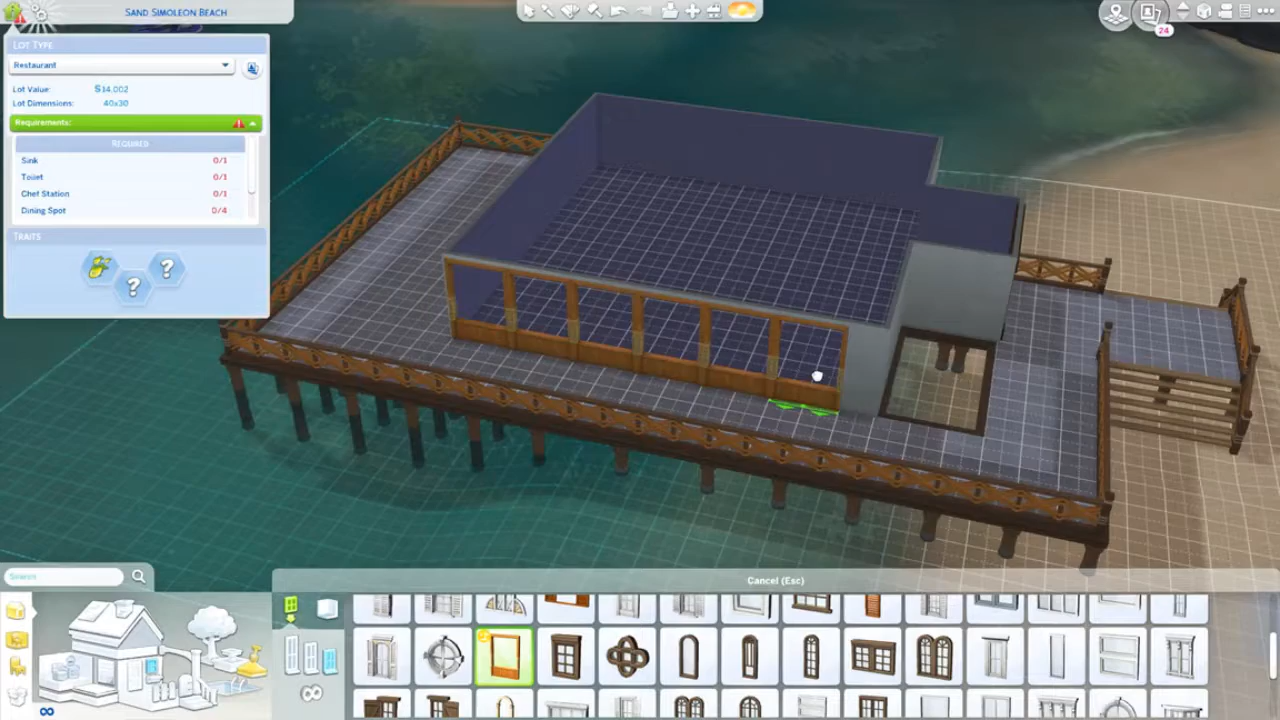 SAND SIMOLEON BEACH
LOT TYPE
Restaurant
Lot Value: $14,002
Lot Dimensions: 40x30
Requirements:
REQUIRED
Sink 0/1
Toilet 0/1
Chef Station 0/1
Dining Spot 0/4
TRAITS
? ?
24
Search
Cancel (Esc)